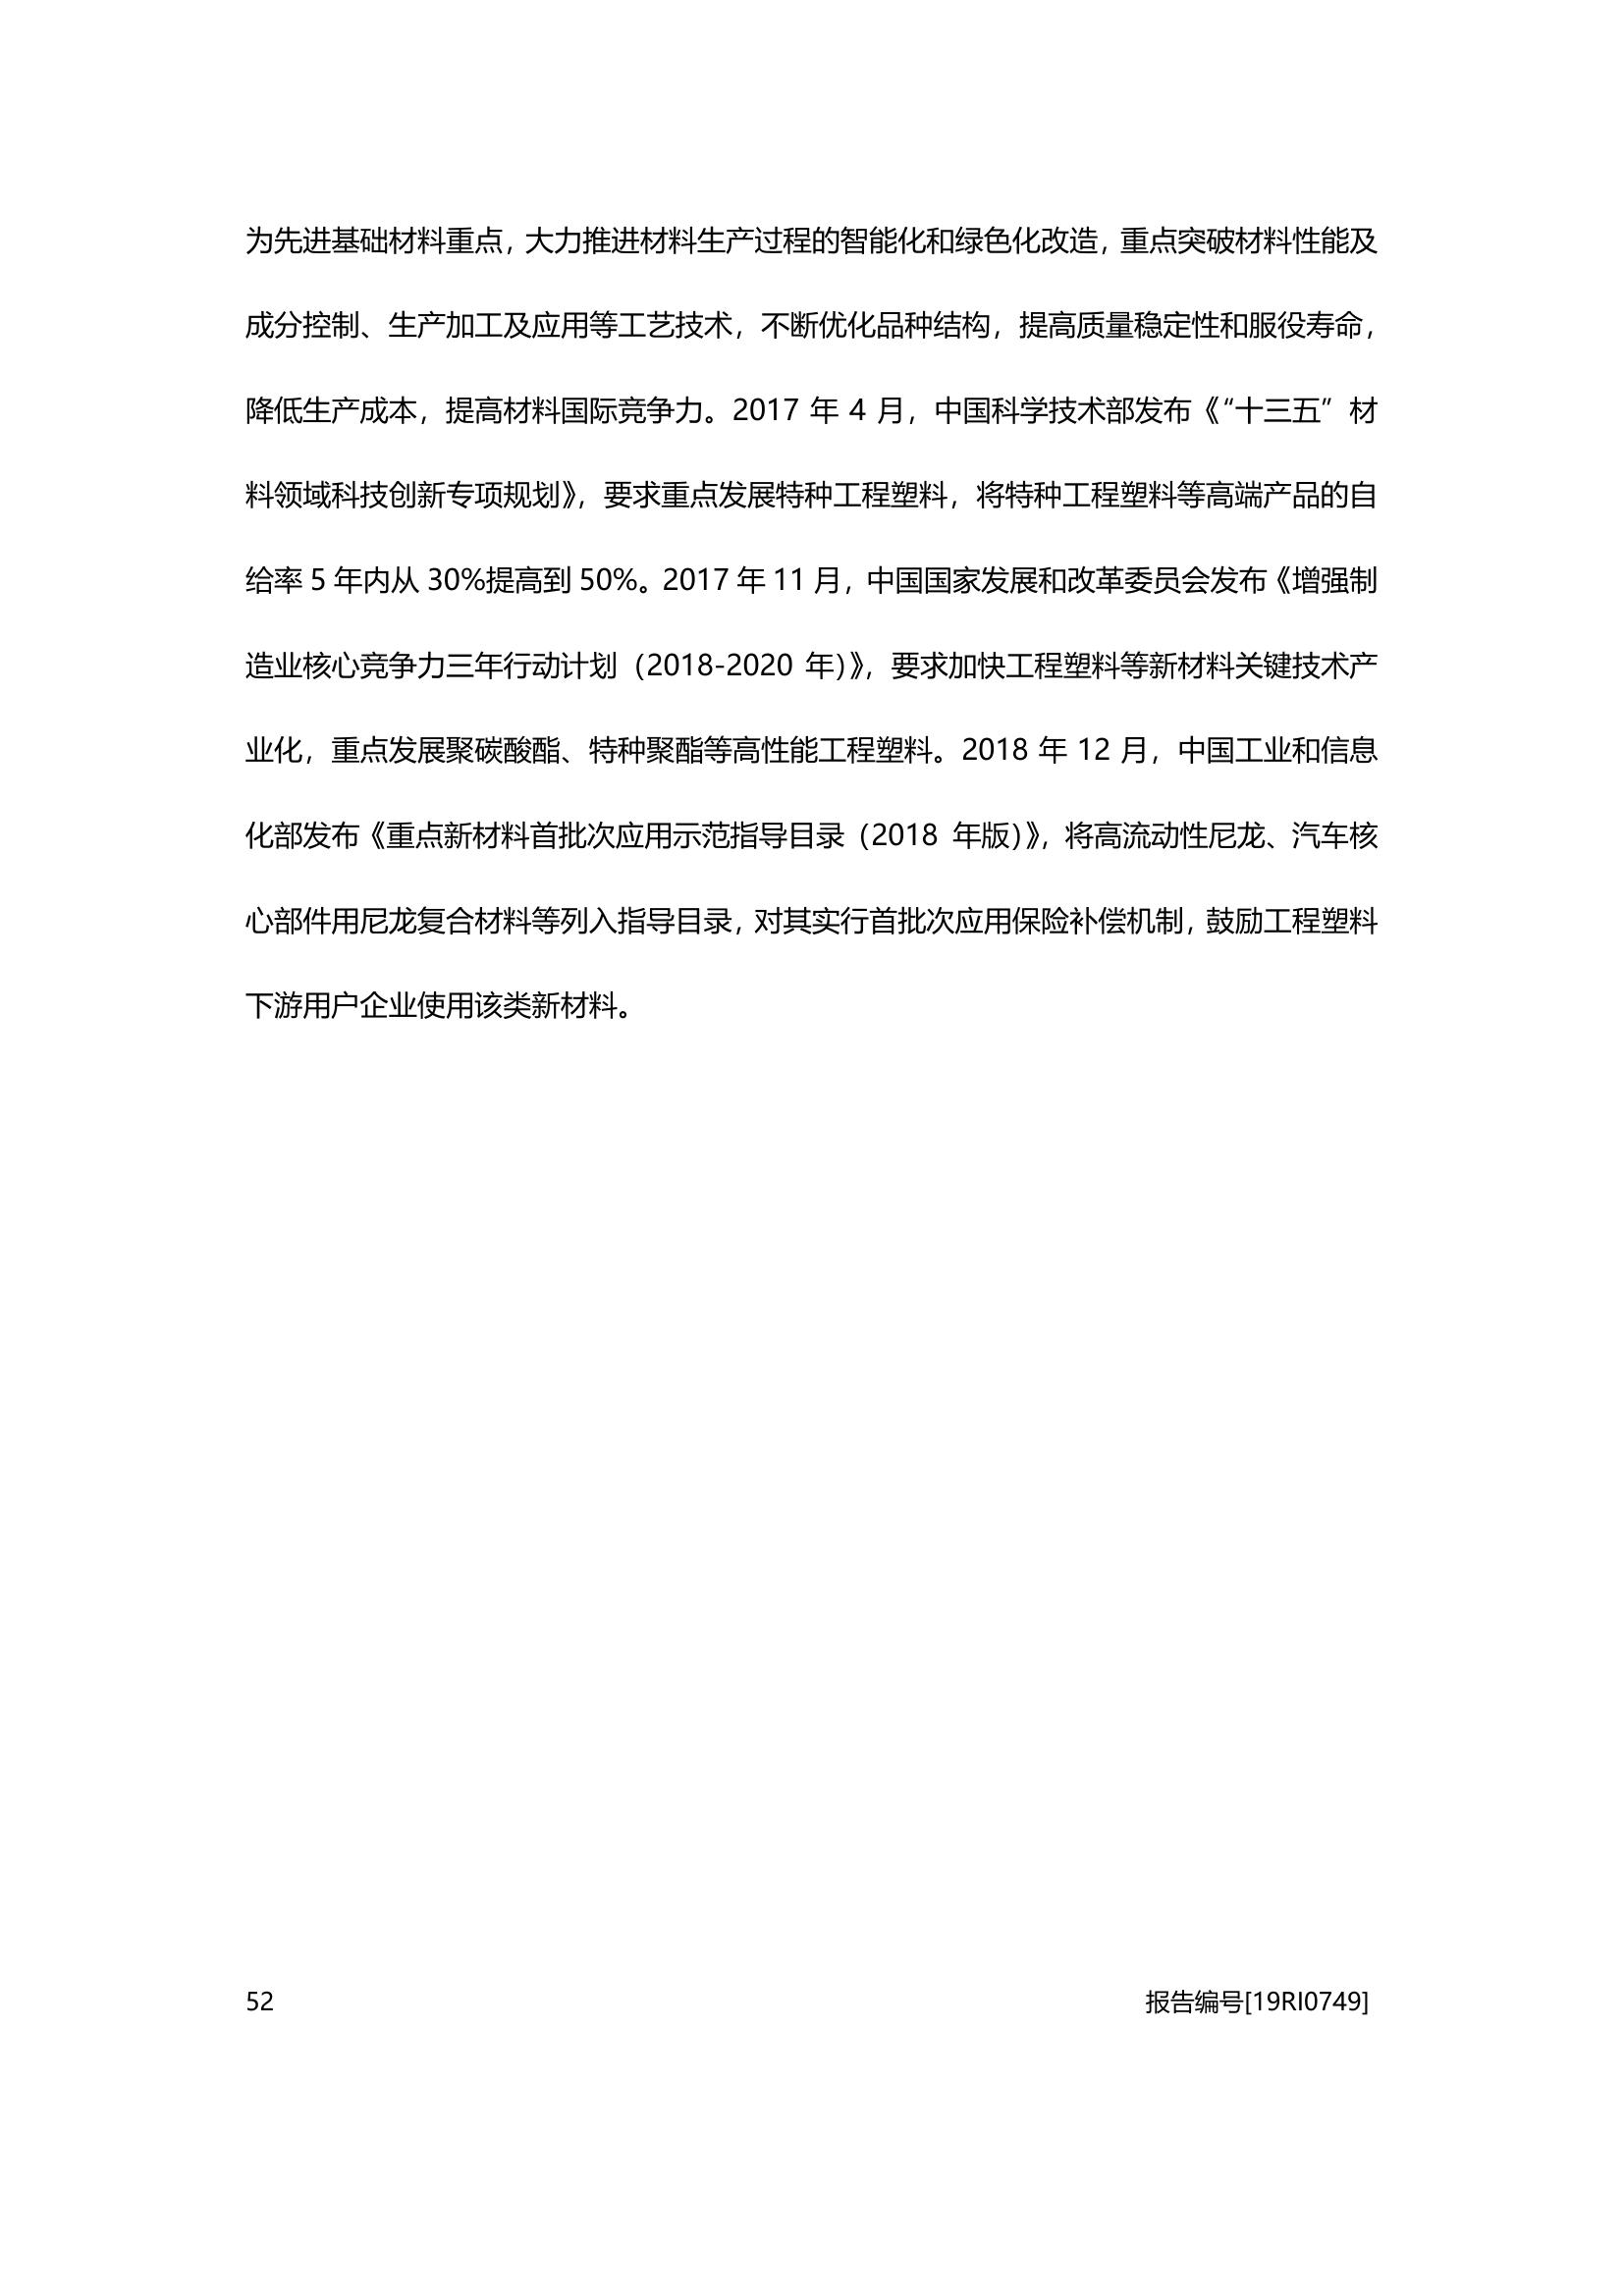 为先进基础材料重点，大力推进材料生产过程的智能化和绿色化改造，重点突破材料性能及
成分控制、生产加工及应用等工艺技术，不断优化品种结构，提高质量稳定性和服役寿命，
降低生产成本，提高材料国际竞争力。2017 年 4 月，中国科学技术部发布《“十三五”材
料领域科技创新专项规划》，要求重点发展特种工程塑料，将特种工程塑料等高端产品的自
给率 5 年内从 30%提高到 50%。2017 年 11 月，中国国家发展和改革委员会发布《增强制
造业核心竞争力三年行动计划（2018-2020 年）》，要求加快工程塑料等新材料关键技术产
业化，重点发展聚碳酸酯、特种聚酯等高性能工程塑料。2018 年 12 月，中国工业和信息
化部发布《重点新材料首批次应用示范指导目录（2018 年版）》，将高流动性尼龙、汽车核
心部件用尼龙复合材料等列入指导目录，对其实行首批次应用保险补偿机制，鼓励工程塑料
下游用户企业使用该类新材料。
52 报告编号[19RI0749]